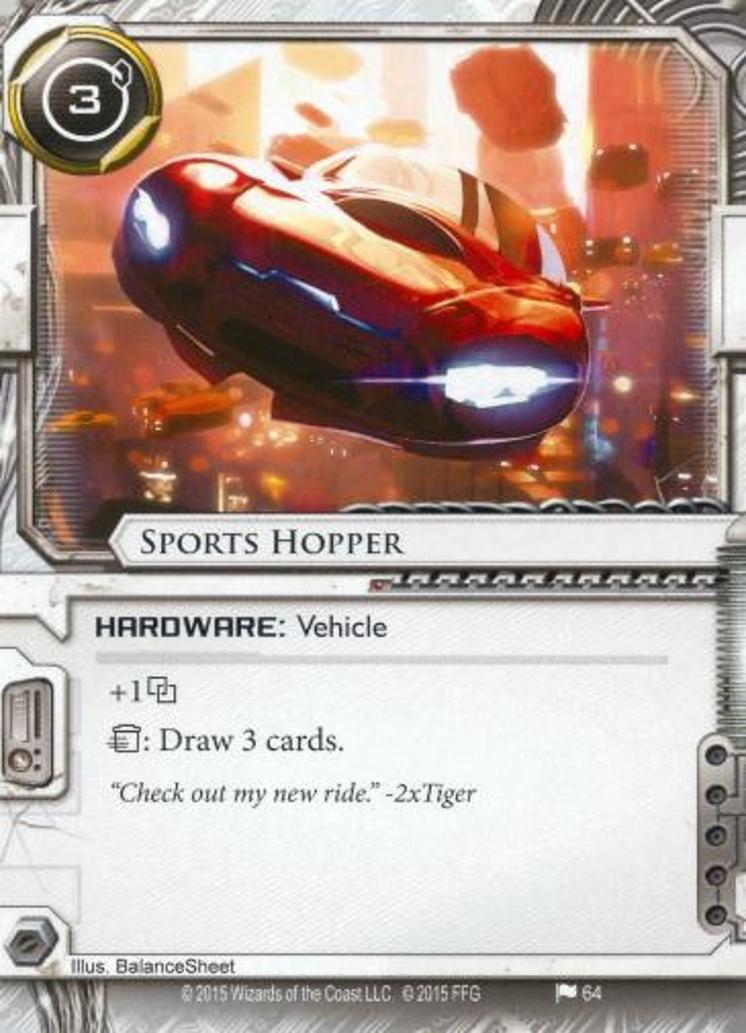 3
SPORTS HOPPER
HARDWARE: Vehicle
+1
: Draw 3 cards.
“Check out my new ride.” -2xTiger
Illus. BalanceSheet
© 2015 Wizards of the Coast LLC © 2015 FFG 64